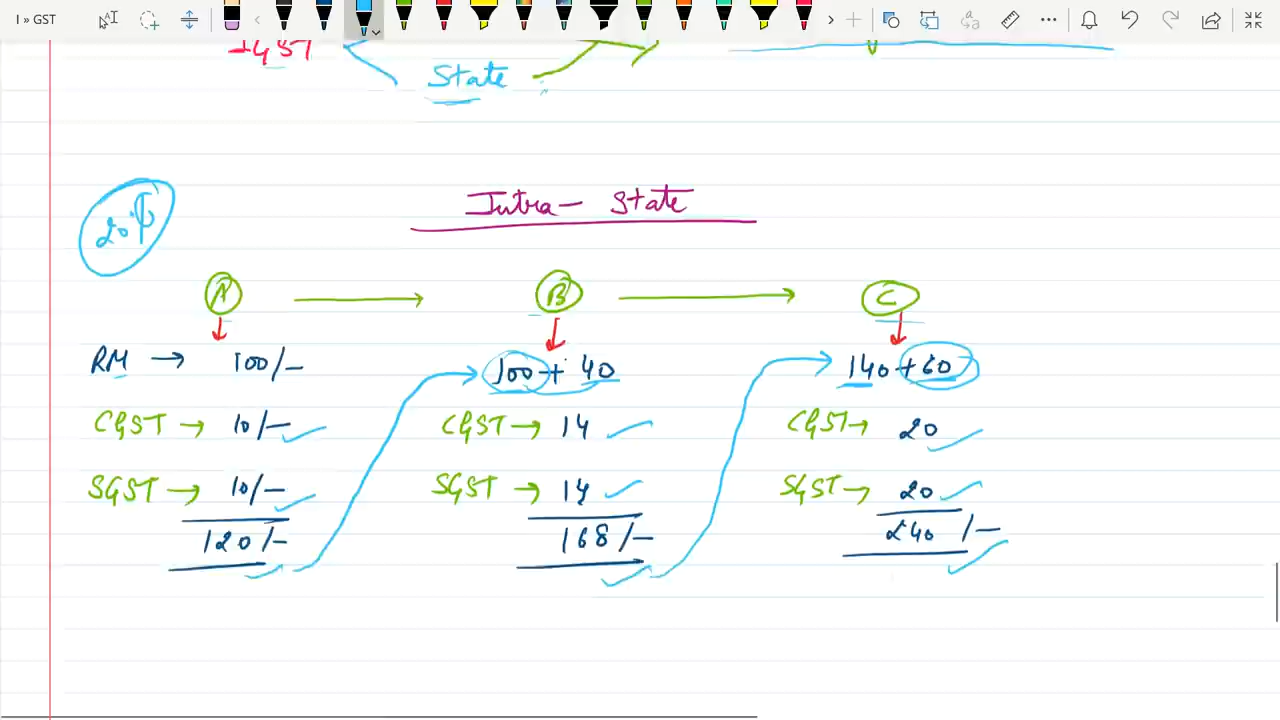 I » GST
IGST
State
20%
Intra- State
A B C
RM → 100/- 100 + 40 140 + 60
CGST → 10/- CGST → 14 CGST → 20
SGST → 10/- SGST → 14 SGST → 20
120/- 168/- 240/-